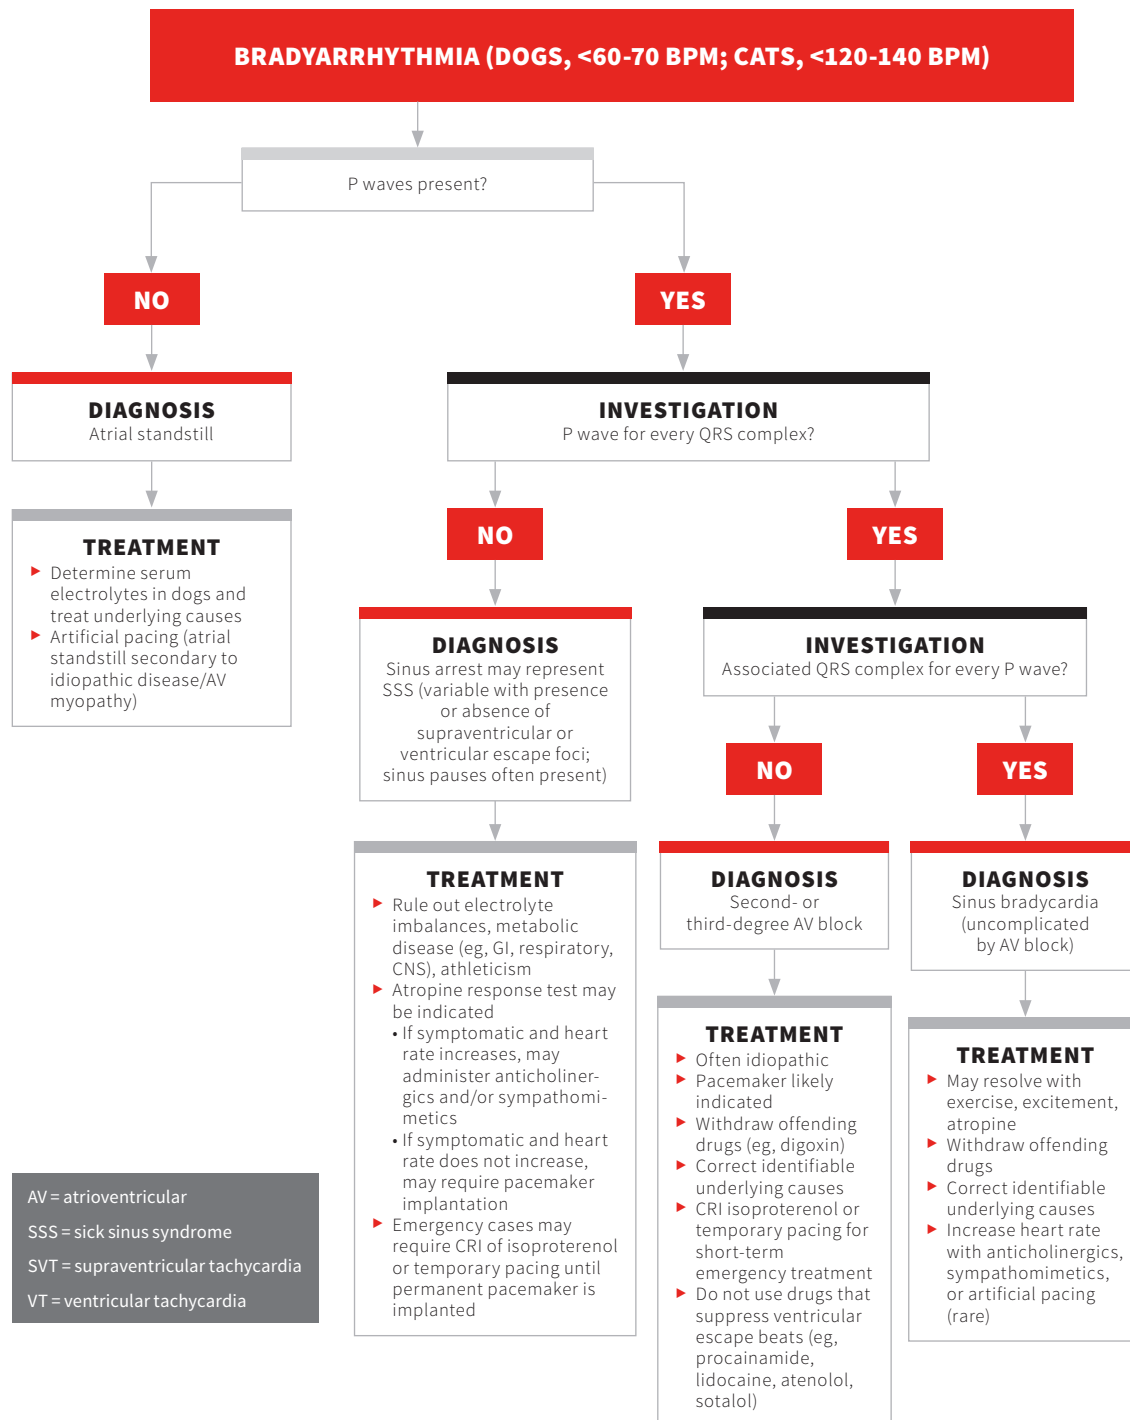 BRADYARRHYTHMIA (DOGS, <60-70 BPM; CATS, <120-140 BPM)
P waves present?
NO
YES
DIAGNOSIS
Atrial standstill
INVESTIGATION
P wave for every QRS complex?
TREATMENT
► Determine serum
electrolytes in dogs and
treat underlying causes
► Artificial pacing (atrial
standstill secondary to
idiopathic disease/AV
myopathy)
NO
YES
DIAGNOSIS
Sinus arrest may represent
SSS (variable with presence
or absence of
supraventricular or
ventricular escape foci;
sinus pauses often present)
INVESTIGATION
Associated QRS complex for every P wave?
NO
YES
TREATMENT
► Rule out electrolyte
imbalances, metabolic
disease (eg, GI, respiratory,
CNS), athleticism
► Atropine response test may
be indicated
• If symptomatic and heart
rate increases, may
administer anticholiner-
gics and/or sympathomi-
metics
• If symptomatic and heart
rate does not increase,
may require pacemaker
implantation
► Emergency cases may
require CRI of isoproterenol
or temporary pacing until
permanent pacemaker is
implanted
DIAGNOSIS
Second- or
third-degree AV block
TREATMENT
► Often idiopathic
► Pacemaker likely
indicated
► Withdraw offending
drugs (eg, digoxin)
► Correct identifiable
underlying causes
► CRI isoproterenol or
temporary pacing for
short-term
emergency treatment
► Do not use drugs that
suppress ventricular
escape beats (eg,
procainamide,
lidocaine, atenolol,
sotalol)
DIAGNOSIS
Sinus bradycardia
(uncomplicated
by AV block)
TREATMENT
► May resolve with
exercise, excitement,
atropine
► Withdraw offending
drugs
► Correct identifiable
underlying causes
► Increase heart rate
with anticholinergics,
sympathomimetics,
or artificial pacing
(rare)
AV = atrioventricular
SSS = sick sinus syndrome
SVT = supraventricular tachycardia
VT = ventricular tachycardia